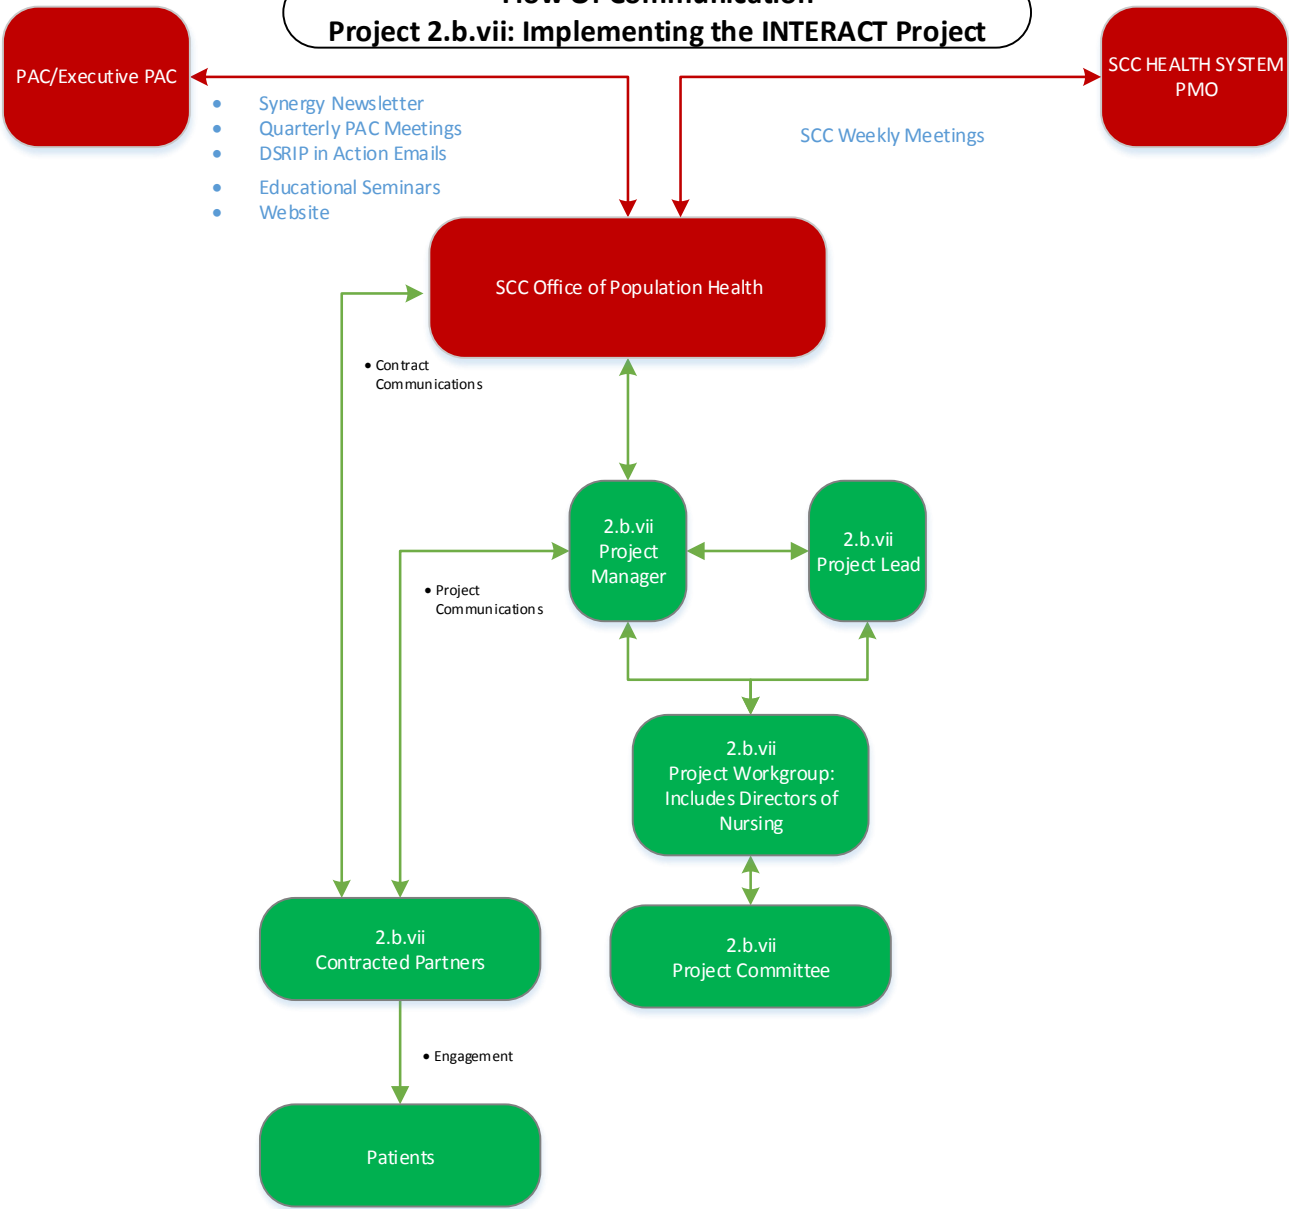 Flow Of Communication
Project 2.b.vii: Implementing the INTERACT Project
PAC/Executive PAC
SCC HEALTH SYSTEM
PMO
• Synergy Newsletter
• Quarterly PAC Meetings
• DSRIP in Action Emails
• Educational Seminars
• Website
SCC Weekly Meetings
SCC Office of Population Health
• Contract
Communications
2.b.vii
Project
Manager
2.b.vii
Project Lead
• Project
Communications
2.b.vii
Project Workgroup:
Includes Directors of
Nursing
2.b.vii
Contracted Partners
2.b.vii
Project Committee
• Engagement
Patients